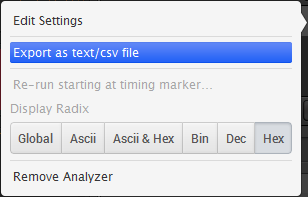 Edit Settings
Export as text/csv file
Re-run starting at timing marker...
Display Radix
Global Ascii Ascii & Hex Bin Dec Hex
Remove Analyzer